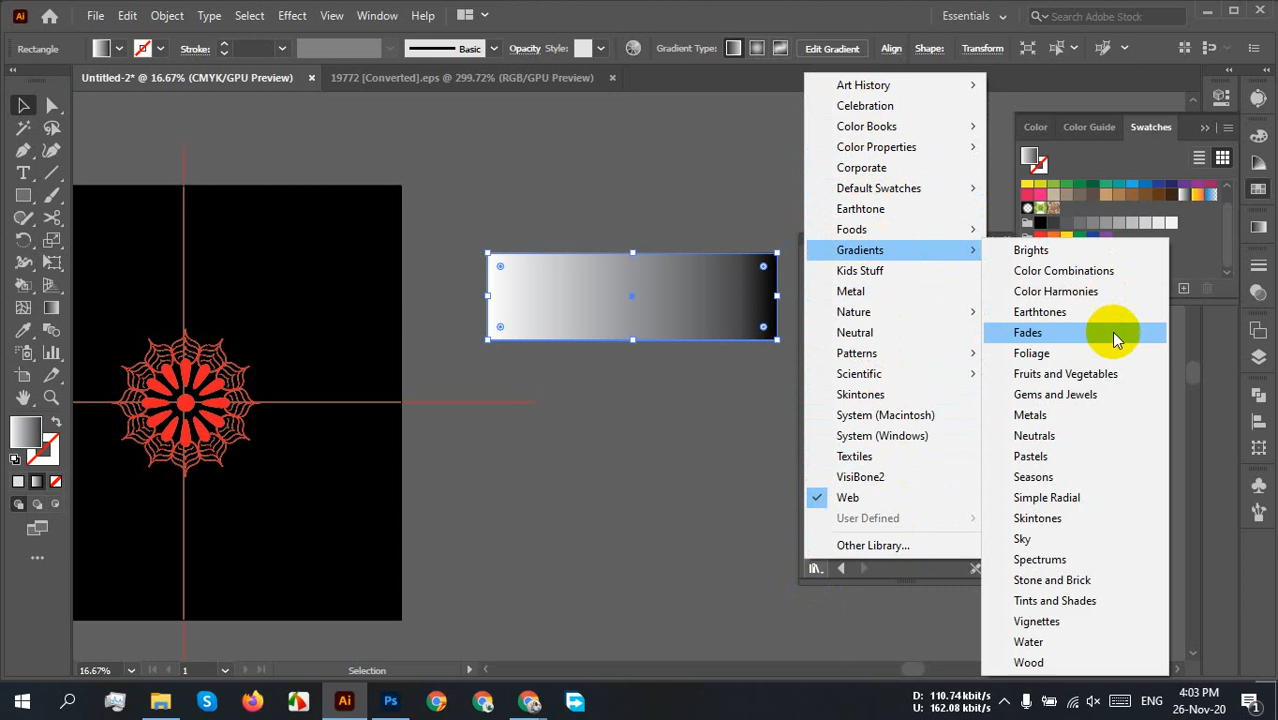 Ai File Edit Object Type Select Effect View Window Help Essentials Search Adobe Stock
Rectangle Stroke: Basic Opacity Style: Gradient Type: Edit Gradient Align Shape: Transform
Untitled-2* @ 16.67% (CMYK/GPU Preview) × 19772 [Converted].eps @ 299.72% (RGB/GPU Preview) ×
Art History
Celebration
Color Books
Color Properties
Corporate
Default Swatches
Earthtone
Foods
Gradients
Kids Stuff
Metal
Nature
Neutral
Patterns
Scientific
Skintones
System (Macintosh)
System (Windows)
Textiles
VisiBone2
Web
User Defined
Other Library...
Color Color Guide Swatches
Brights
Color Combinations
Color Harmonies
Earthtones
Fades
Foliage
Fruits and Vegetables
Gems and Jewels
Metals
Neutrals
Pastels
Seasons
Simple Radial
Skintones
Sky
Spectrums
Stone and Brick
Tints and Shades
Vignettes
Water
Wood
16.67% 1 Selection
Ai Ps D: 110.74 kbit/s ENG 4:03 PM
U: 162.08 kbit/s 26-Nov-20 1